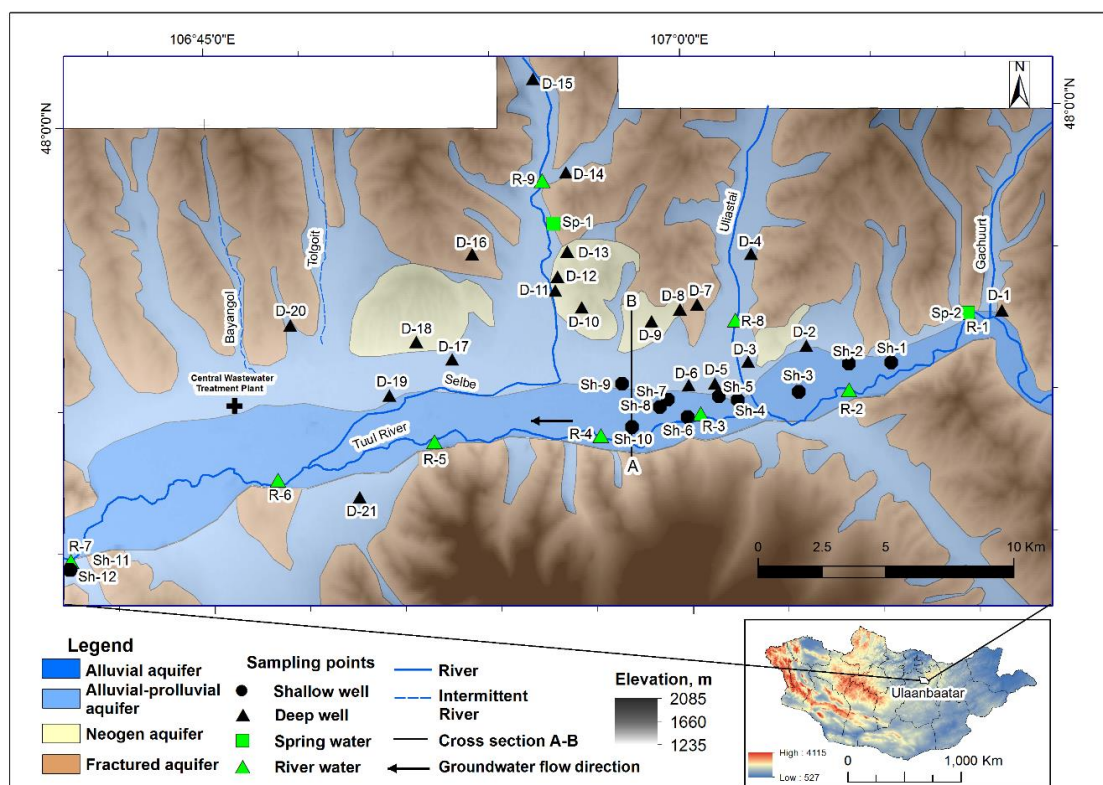 106°45'0"E
107°0'0"E
N
48°0'0"N
48°0'0"N
D-15
R-9
D-14
Sp-1
Uliastai
Gachuurt
Tolgoit
Bayangol
D-16
D-13
D-4
D-12
D-11
D-10
B
D-8
D-7
D-9
R-8
Sp-2
D-1
R-1
D-20
D-18
D-17
D-2
D-3
Sh-2
Sh-1
Central Wastewater
Treatment Plant
D-19
Selbe
Sh-9
D-6
D-5
Sh-3
Sh-7
Sh-5
Sh-8
Sh-4
R-2
Tuul River
R-4
Sh-6
R-3
Sh-10
R-5
A
R-6
D-21
R-7
Sh-11
Sh-12
0 2.5 5 10 Km
Legend
Alluvial aquifer
Alluvial-prolluvial
aquifer
Neogen aquifer
Fractured aquifer
Sampling points
Shallow well
Deep well
Spring water
River water
River
Intermittent
River
Cross section A-B
Groundwater flow direction
Elevation, m
2085
1660
1235
Ulaanbaatar
High : 4115
Low : 527
0 1,000 Km